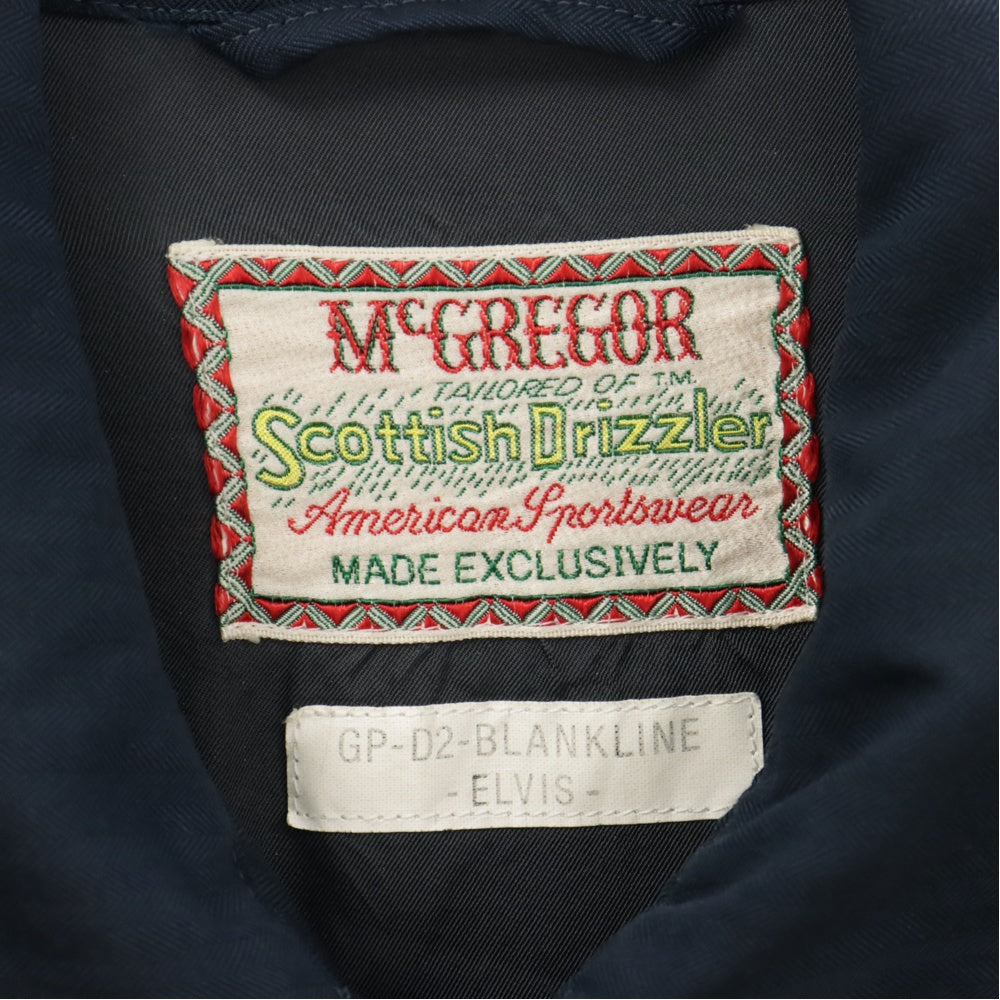 McGREGOR
TAILORED OF T.M.
Scottish Drizzler
American Sportswear
MADE EXCLUSIVELY
GP-D2-BLANKLINE
- ELVIS -